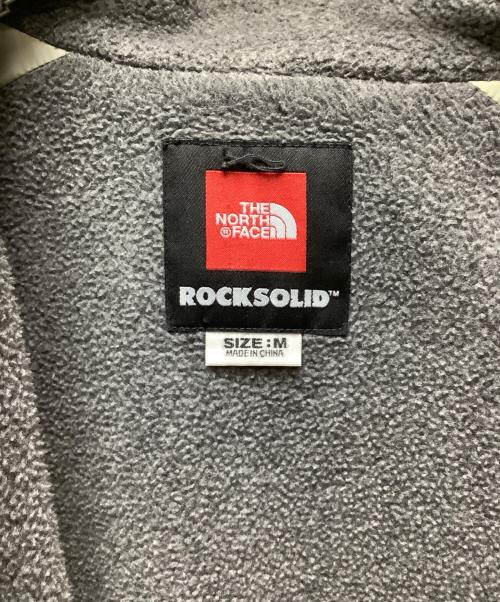 THE
NORTH
® FACE
ROCKSOLID™
SIZE: M
MADE IN CHINA